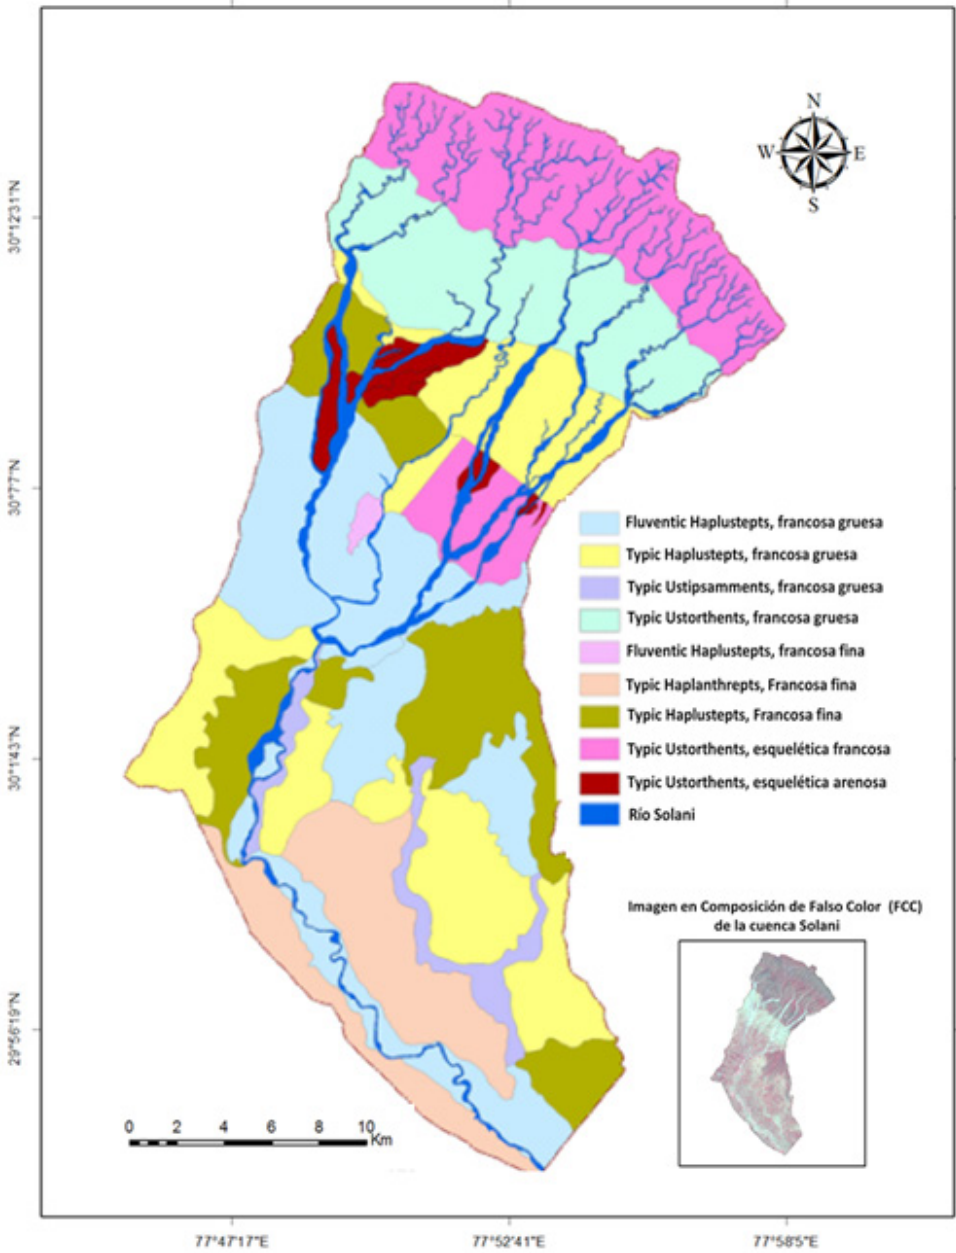 N
W E
S
30°12'31"N
30°7'7"N
30°1'43"N
29°56'19"N
Fluventic Haplustepts, francosa gruesa
Typic Haplustepts, francosa gruesa
Typic Ustipsamments, francosa gruesa
Typic Ustorthents, francosa gruesa
Fluventic Haplustepts, francosa fina
Typic Haplanthrepts, Francosa fina
Typic Haplustepts, Francosa fina
Typic Ustorthents, esquelética francosa
Typic Ustorthents, esquelética arenosa
Río Solani
Imagen en Composición de Falso Color (FCC)
de la cuenca Solani
0 2 4 6 8 10
Km
77°47'17"E 77°52'41"E 77°58'5"E